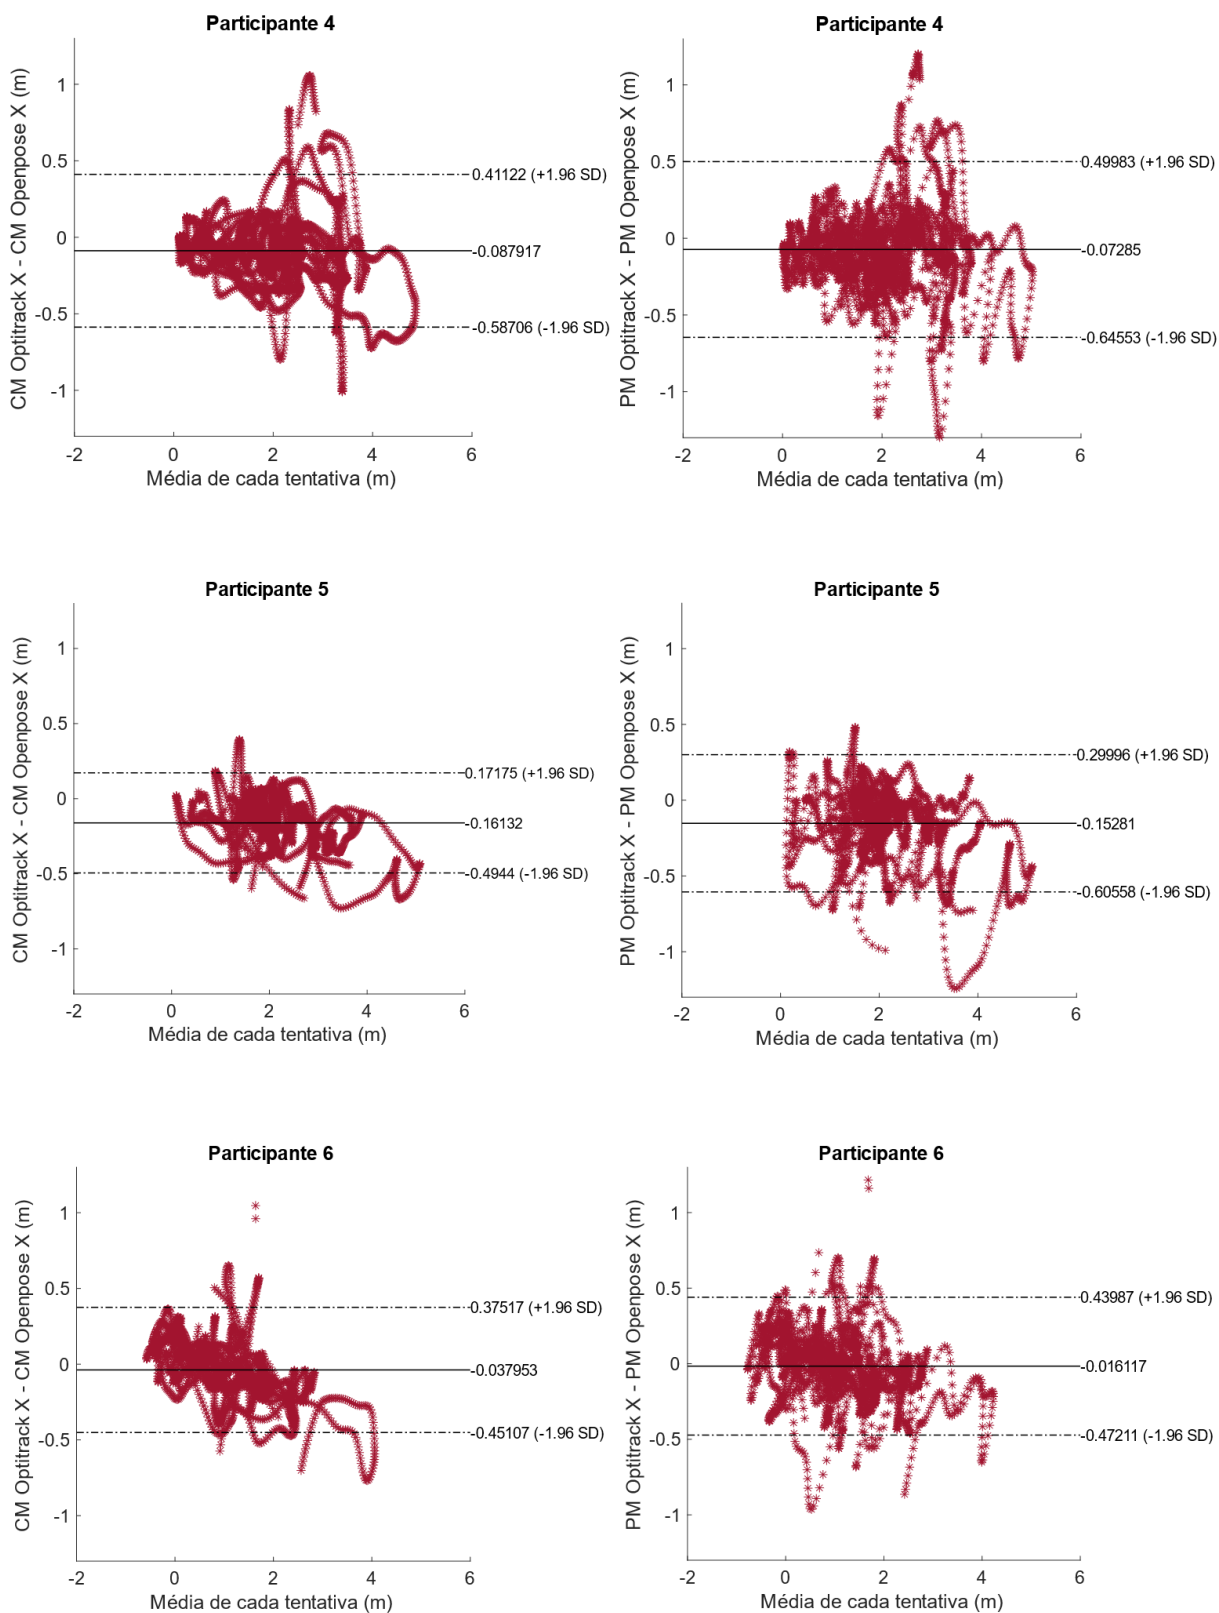 Participante 4
CM Optitrack X - CM Openpose X (m)
1
0.5
0
-0.5
-1
0.41122 (+1.96 SD)
-0.087917
-0.58706 (-1.96 SD)
-2 0 2 4 6
Média de cada tentativa (m)
Participante 4
PM Optitrack X - PM Openpose X (m)
1
0.5
0
-0.5
-1
0.49983 (+1.96 SD)
-0.07285
-0.64553 (-1.96 SD)
-2 0 2 4 6
Média de cada tentativa (m)
Participante 5
CM Optitrack X - CM Openpose X (m)
1
0.5
0
-0.5
-1
0.17175 (+1.96 SD)
-0.16132
-0.4944 (-1.96 SD)
-2 0 2 4 6
Média de cada tentativa (m)
Participante 5
PM Optitrack X - PM Openpose X (m)
1
0.5
0
-0.5
-1
0.29996 (+1.96 SD)
-0.15281
-0.60558 (-1.96 SD)
-2 0 2 4 6
Média de cada tentativa (m)
Participante 6
CM Optitrack X - CM Openpose X (m)
1
0.5
0
-0.5
-1
0.37517 (+1.96 SD)
-0.037953
-0.45107 (-1.96 SD)
-2 0 2 4 6
Média de cada tentativa (m)
Participante 6
PM Optitrack X - PM Openpose X (m)
1
0.5
0
-0.5
-1
0.43987 (+1.96 SD)
-0.016117
-0.47211 (-1.96 SD)
-2 0 2 4 6
Média de cada tentativa (m)